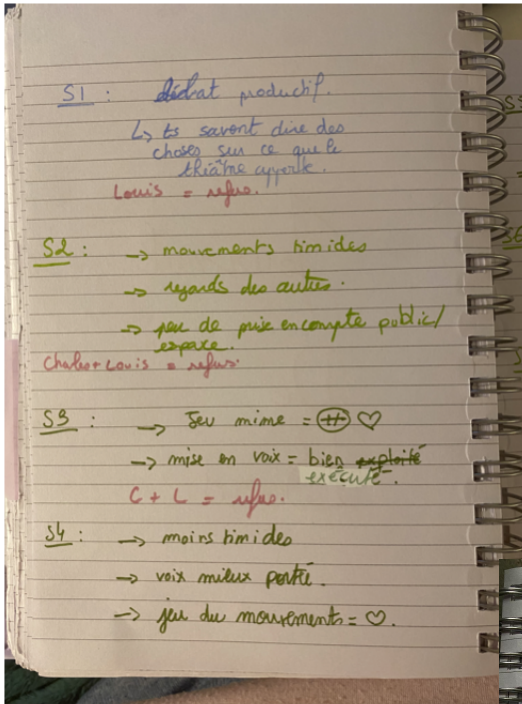 S1 : débat productif.
↳ ts savent dire des
choses sur ce que le
théâtre apporte.
Louis = refus.
S2 : → mouvements timides
→ regards des autres.
→ peu de prise en compte public/
espace.
Charles + Louis = refus.
S3 : → Jeu mime = ++ ♡
→ mise en voix = bien exploité
exécuté.
C + L = refus.
S4 : → moins timides
→ voix mieux porté.
→ jeu du mouvements = ♡.